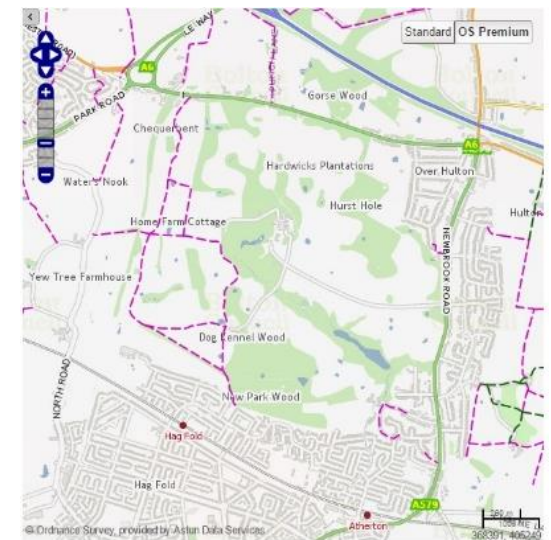 Standard OS Premium
LE WAY
A6
Gorse Wood
PARK ROAD
Chequerbent
A6
Hardwicks Plantations
Over Hulton
Water's Nook
Hurst Hole
Hulton
Home Farm Cottage
NEWBROOK ROAD
Yew Tree Farmhouse
Dog Kennel Wood
NORTH ROAD
New Park Wood
Hag Fold
Hag Fold
A579
Atherton
© Ordnance Survey, provided by Astun Data Services
368391, 405249